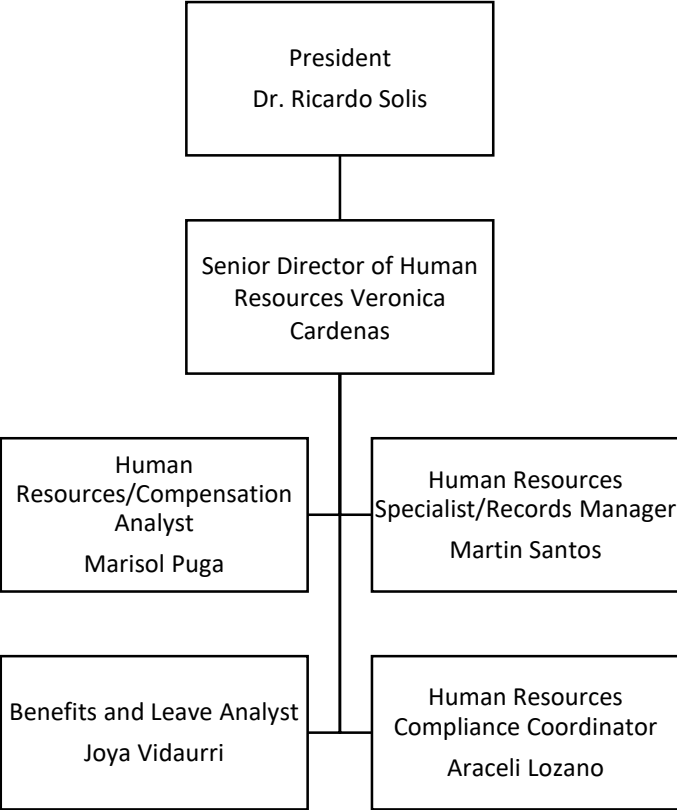 President
Dr. Ricardo Solis
Senior Director of Human
Resources Veronica
Cardenas
Human
Resources/Compensation
Analyst
Marisol Puga
Human Resources
Specialist/Records Manager
Martin Santos
Benefits and Leave Analyst
Joya Vidaurri
Human Resources
Compliance Coordinator
Araceli Lozano